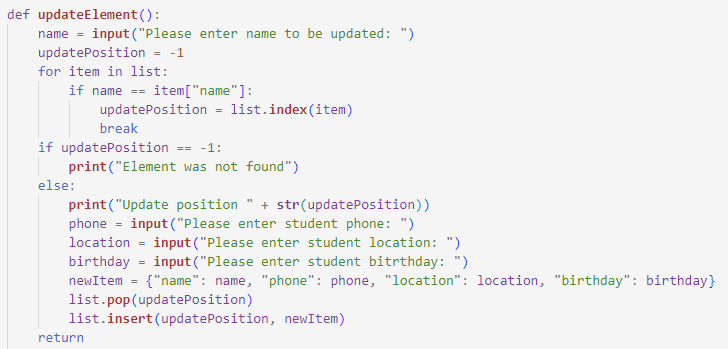 def updateElement():
    name = input("Please enter name to be updated: ")
    updatePosition = -1
    for item in list:
        if name == item["name"]:
            updatePosition = list.index(item)
            break
    if updatePosition == -1:
        print("Element was not found")
    else:
        print("Update position " + str(updatePosition))
        phone = input("Please enter student phone: ")
        location = input("Please enter student location: ")
        birthday = input("Please enter student bitrthday: ")
        newItem = {"name": name, "phone": phone, "location": location, "birthday": birthday}
        list.pop(updatePosition)
        list.insert(updatePosition, newItem)
    return